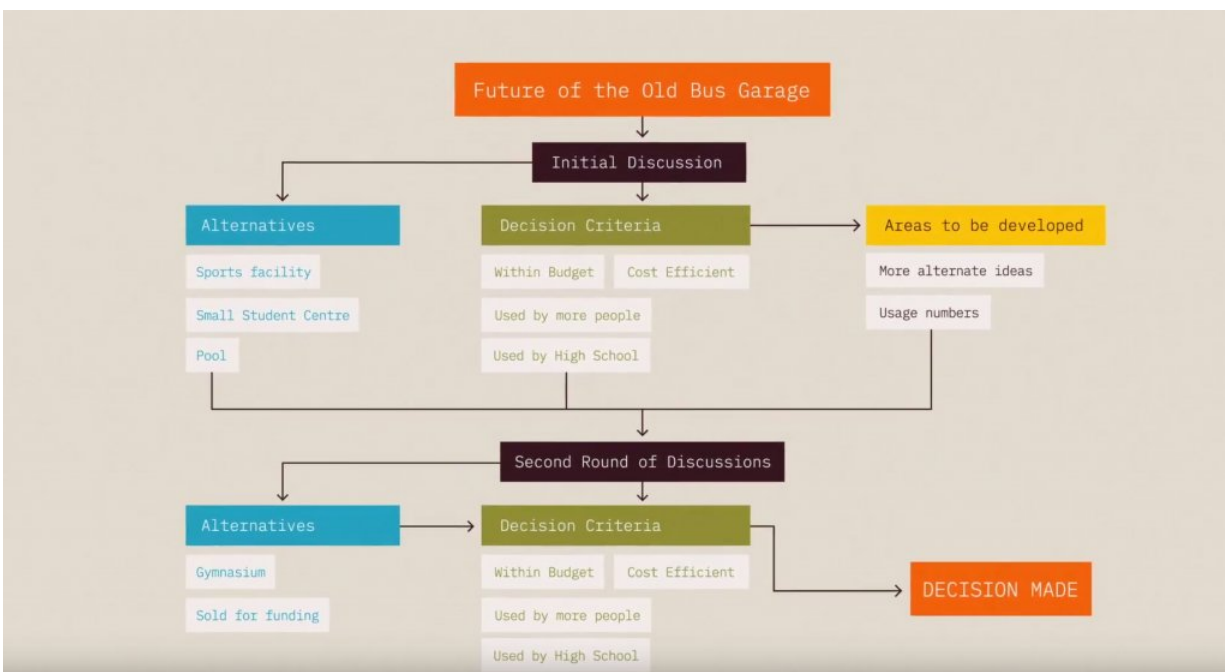 Future of the Old Bus Garage
Initial Discussion
Alternatives
Sports facility
Small Student Centre
Pool
Decision Criteria
Within Budget
Cost Efficient
Used by more people
Used by High School
Areas to be developed
More alternate ideas
Usage numbers
Second Round of Discussions
Alternatives
Gymnasium
Sold for funding
Decision Criteria
Within Budget
Cost Efficient
Used by more people
Used by High School
DECISION MADE